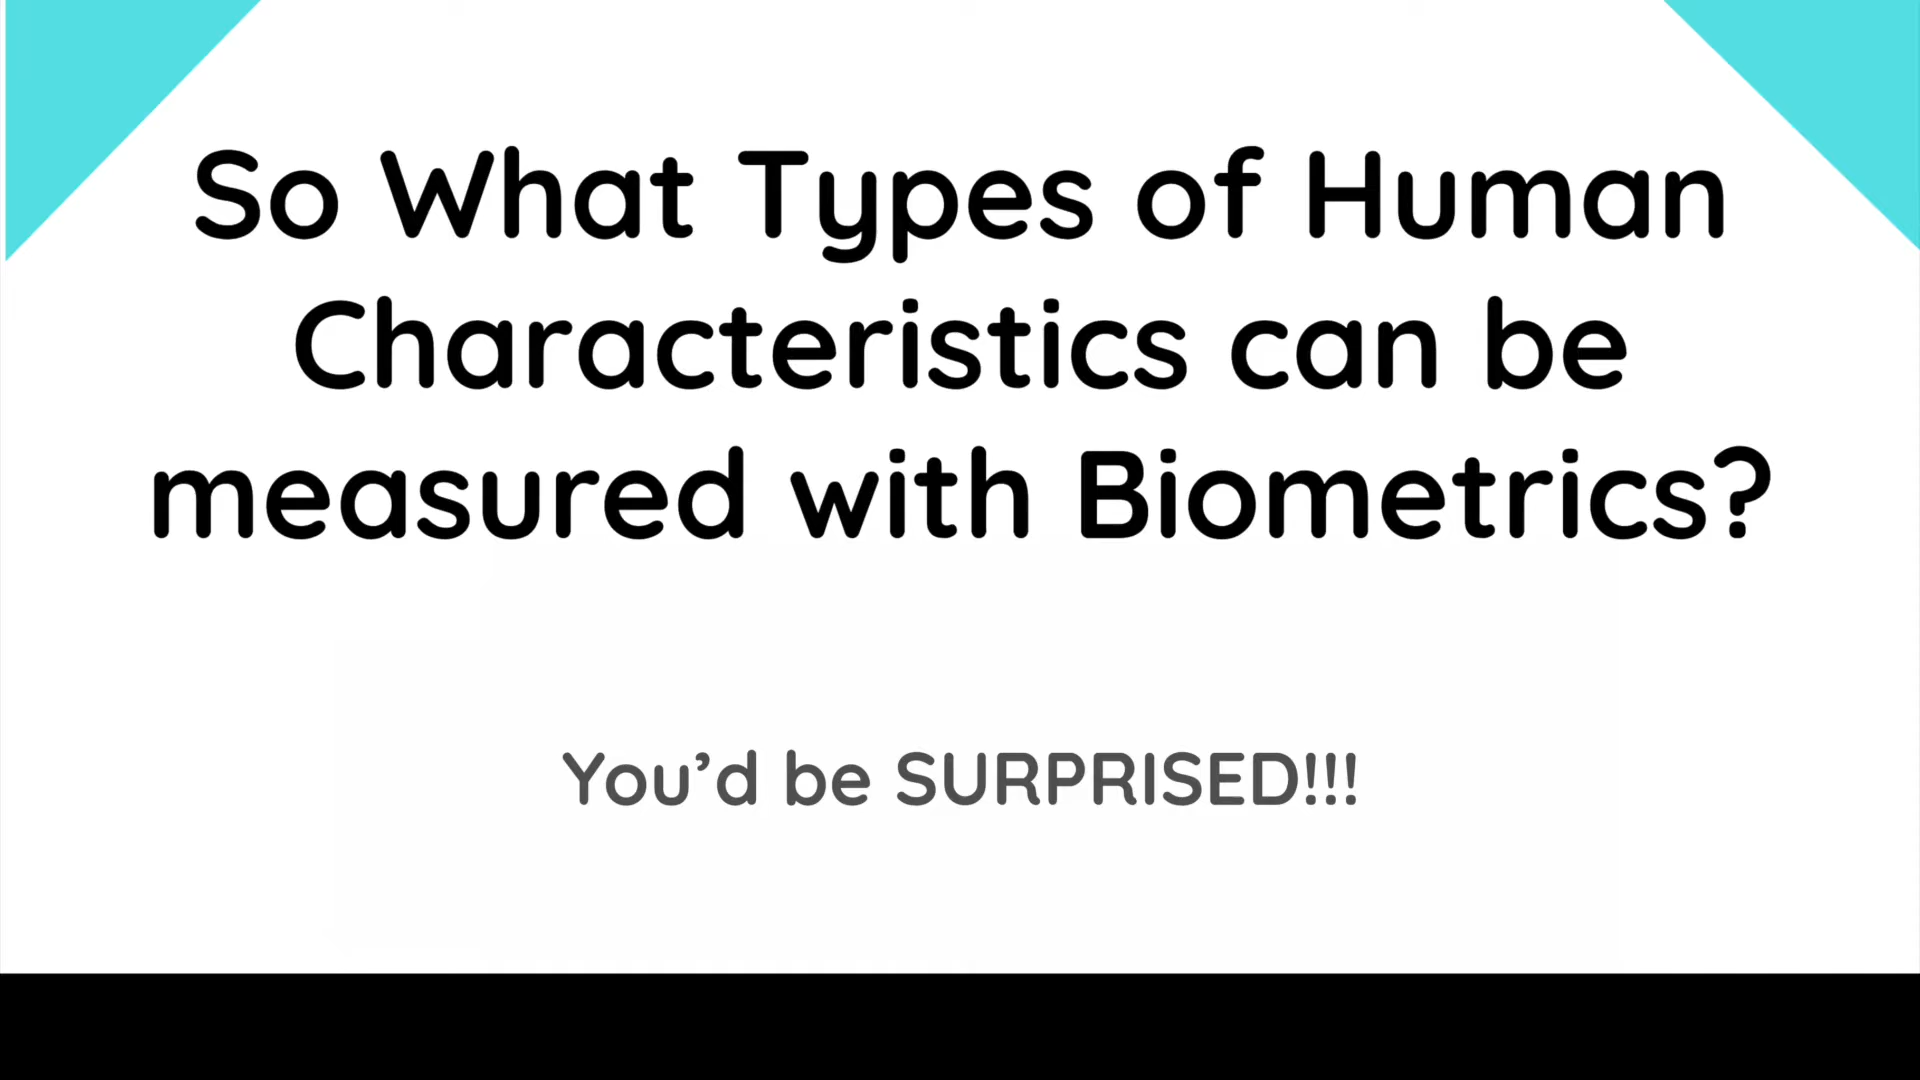 So What Types of Human
Characteristics can be
measured with Biometrics?
You’d be SURPRISED!!!